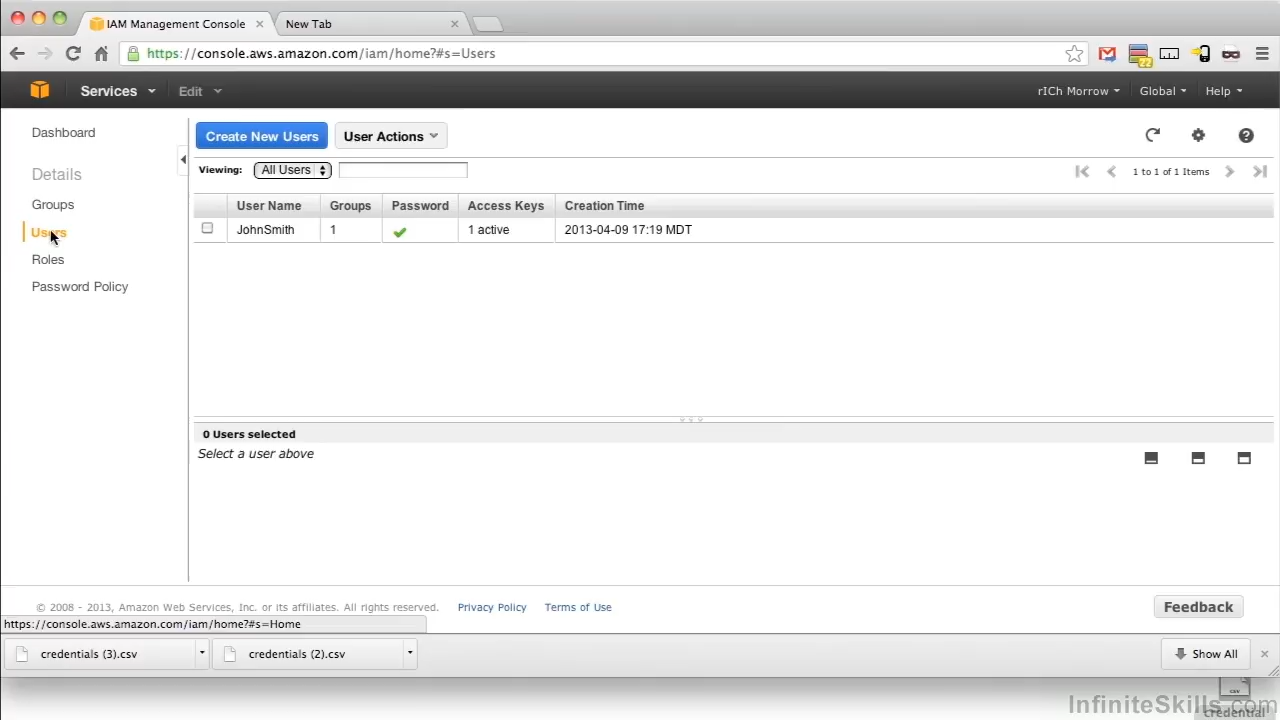 IAM Management Console
New Tab
https://console.aws.amazon.com/iam/home?#s=Users
22
Services
Edit
rICh Morrow
Global
Help
Dashboard
Details
Groups
Users
Roles
Password Policy
Create New Users
User Actions
Viewing:
All Users
1 to 1 of 1 Items
User Name
Groups
Password
Access Keys
Creation Time
JohnSmith
1
1 active
2013-04-09 17:19 MDT
0 Users selected
Select a user above
© 2008 - 2013, Amazon Web Services, Inc. or its affiliates. All rights reserved.
Privacy Policy
Terms of Use
Feedback
https://console.aws.amazon.com/iam/home?#s=Home
credentials (3).csv
credentials (2).csv
Show All
csv
InfiniteSkills.com
credential